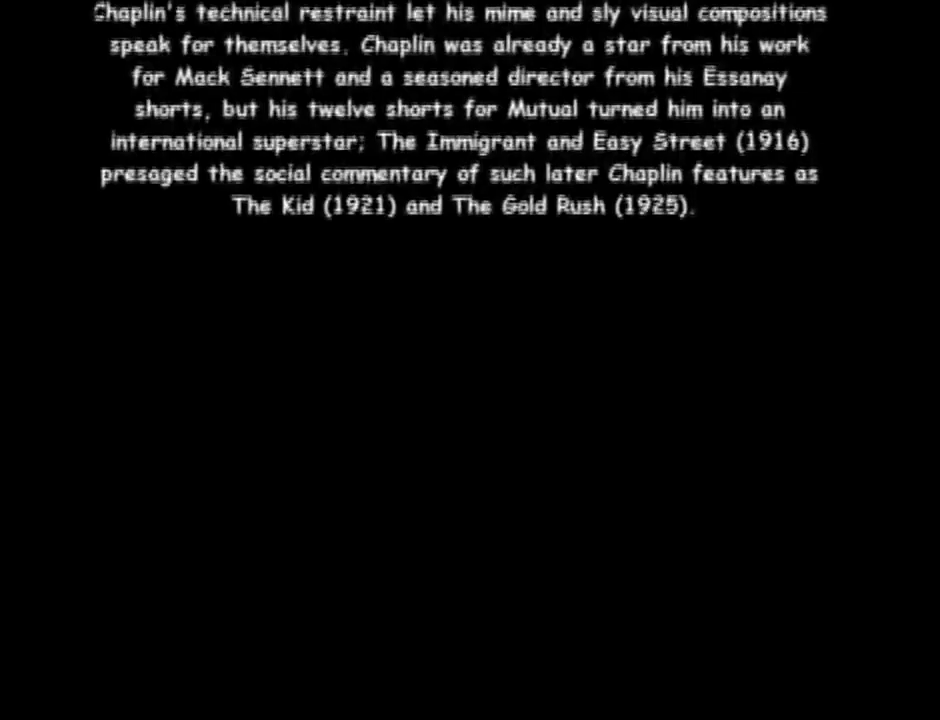 Chaplin's technical restraint let his mime and sly visual compositions
speak for themselves. Chaplin was already a star from his work
for Mack Sennett and a seasoned director from his Essanay
shorts, but his twelve shorts for Mutual turned him into an
international superstar; The Immigrant and Easy Street (1916)
presaged the social commentary of such later Chaplin features as
The Kid (1921) and The Gold Rush (1925).